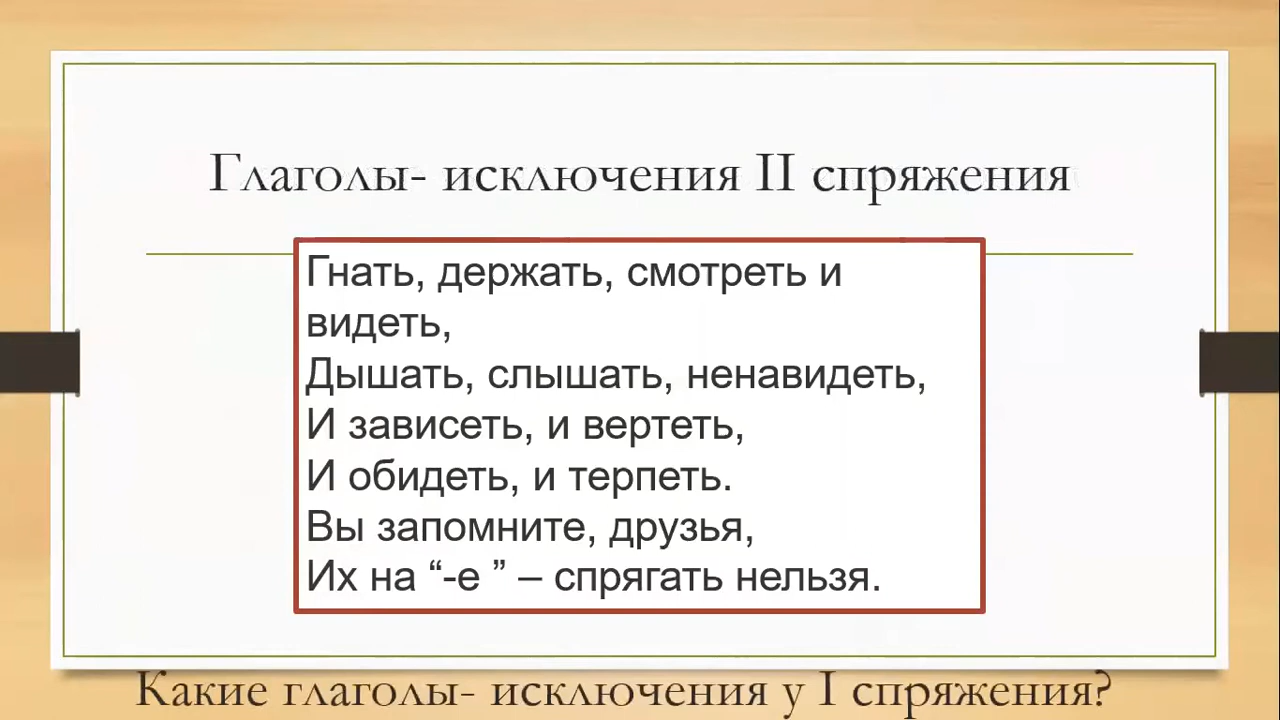 Глаголы- исключения II спряжения
Гнать, держать, смотреть и
видеть,
Дышать, слышать, ненавидеть,
И зависеть, и вертеть,
И обидеть, и терпеть.
Вы запомните, друзья,
Их на “-е ” – спрягать нельзя.
Какие глаголы- исключения у I спряжения?